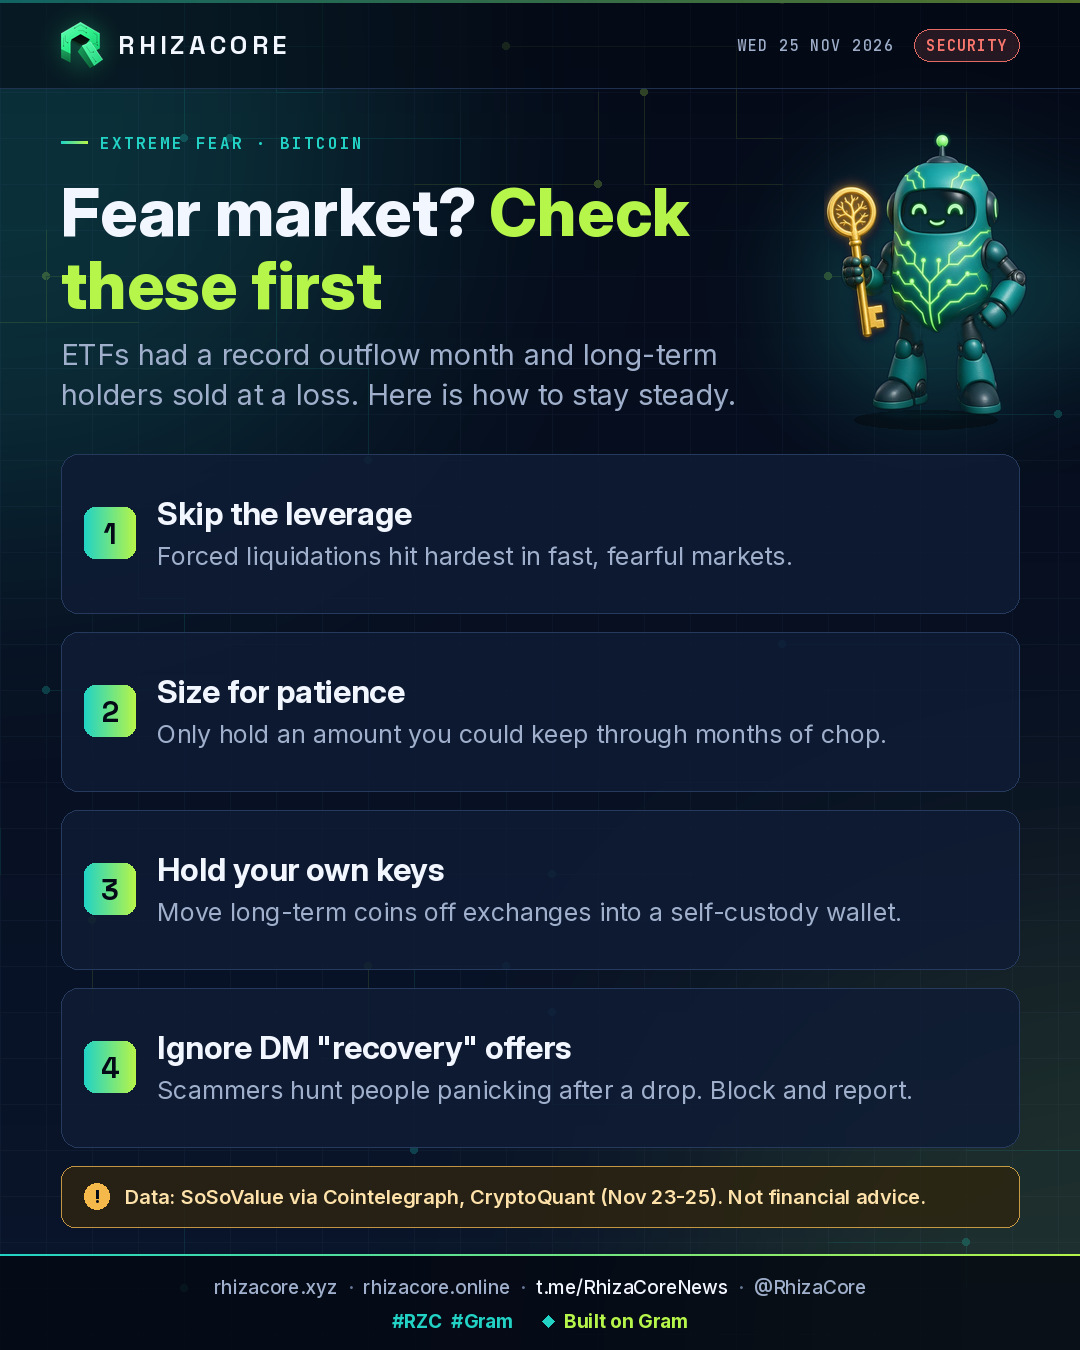 RHIZACORE
WED 25 NOV 2026
SECURITY
EXTREME FEAR · BITCOIN
Fear market? Check
these first
ETFs had a record outflow month and long-term
holders sold at a loss. Here is how to stay steady.
1
Skip the leverage
Forced liquidations hit hardest in fast, fearful markets.
2
Size for patience
Only hold an amount you could keep through months of chop.
3
Hold your own keys
Move long-term coins off exchanges into a self-custody wallet.
4
Ignore DM "recovery" offers
Scammers hunt people panicking after a drop. Block and report.
! Data: SoSoValue via Cointelegraph, CryptoQuant (Nov 23-25). Not financial advice.
rhizacore.xyz · rhizacore.online · t.me/RhizaCoreNews · @RhizaCore
#RZC #Gram ◆ Built on Gram